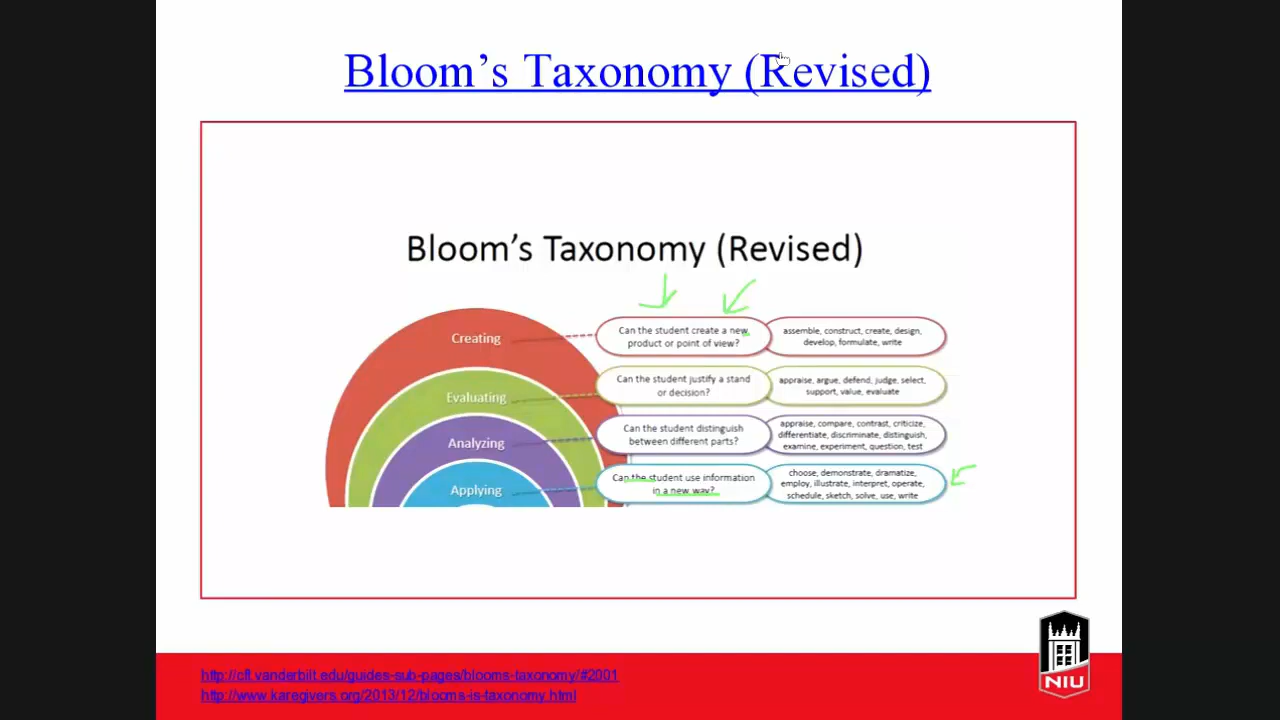 Bloom’s Taxonomy (Revised)
Bloom’s Taxonomy (Revised)
Creating
Can the student create a new
product or point of view?
assemble, construct, create, design,
develop, formulate, write
Evaluating
Can the student justify a stand
or decision?
appraise, argue, defend, judge, select,
support, value, evaluate
Analyzing
Can the student distinguish
between different parts?
appraise, compare, contrast, criticize,
differentiate, discriminate, distinguish,
examine, experiment, question, test
Applying
Can the student use information
in a new way?
choose, demonstrate, dramatize,
employ, illustrate, interpret, operate,
schedule, sketch, solve, use, write
http://cft.vanderbilt.edu/guides-sub-pages/blooms-taxonomy/#2001
http://www.karegivers.org/2013/12/blooms-is-taxonomy.html
NIU